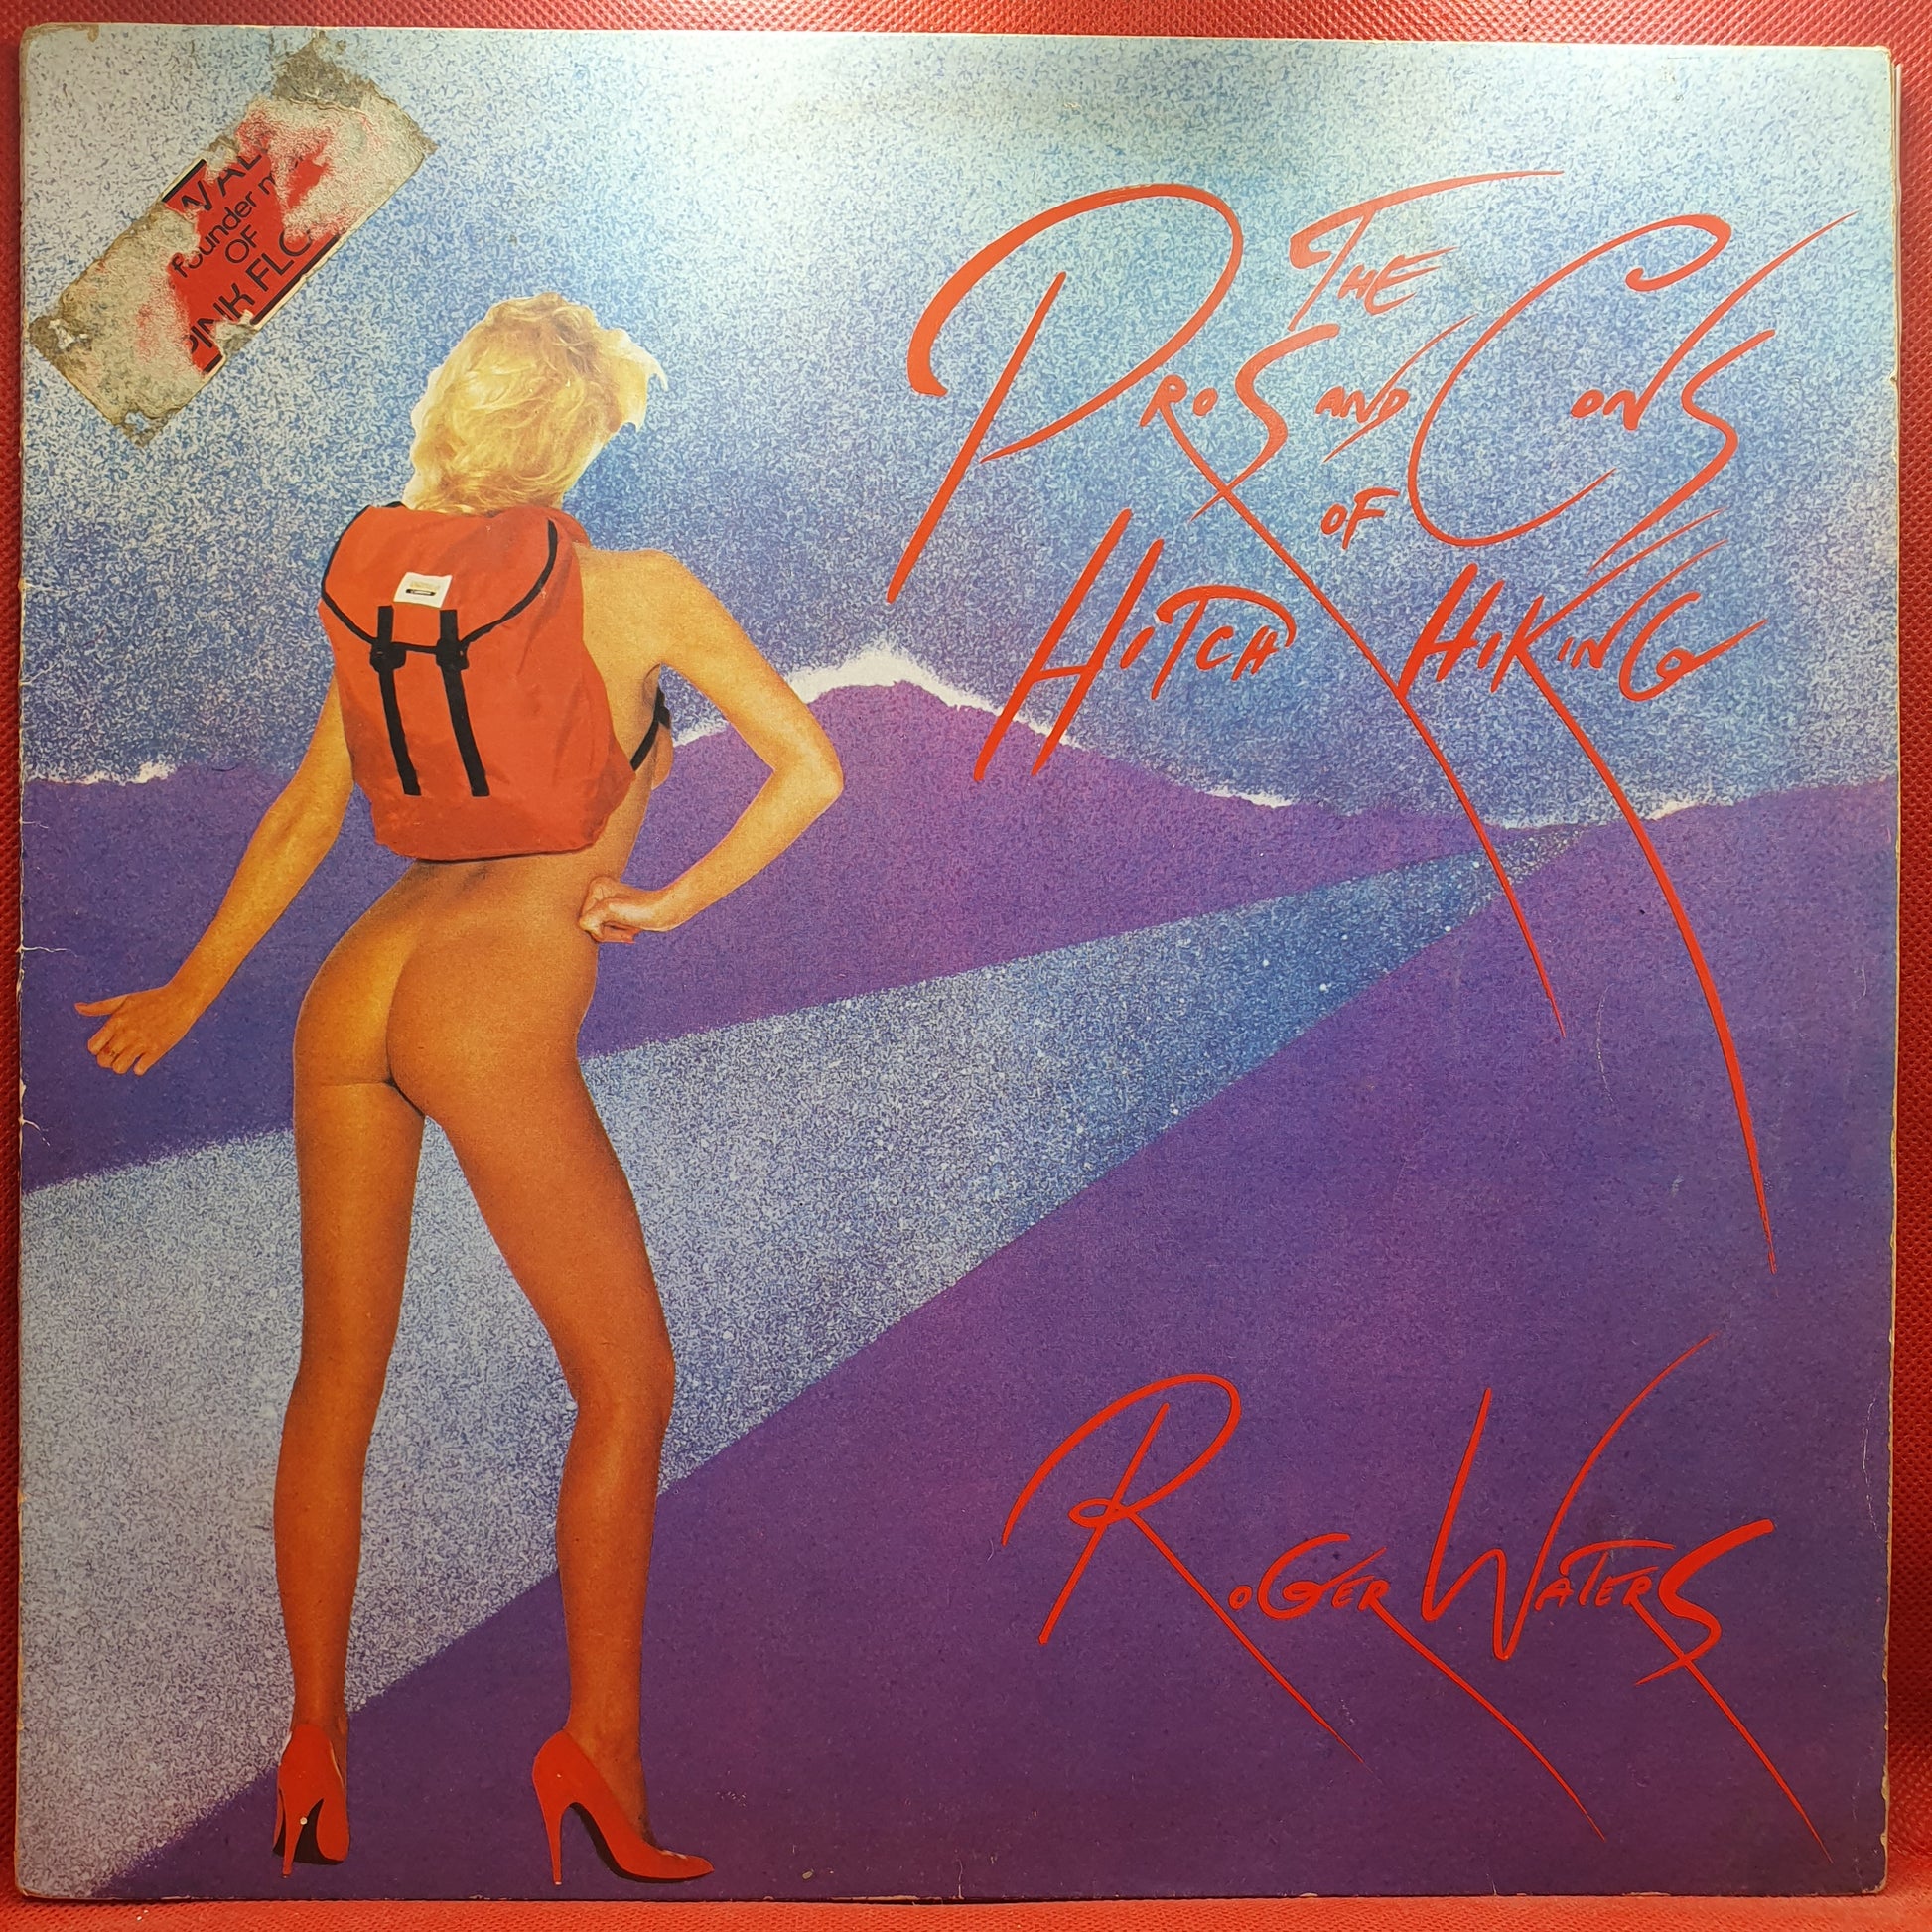 founder
OF
PINK FLO
THE
PROS AND CONS
OF
HITCH HIKING
ROGER WATERS